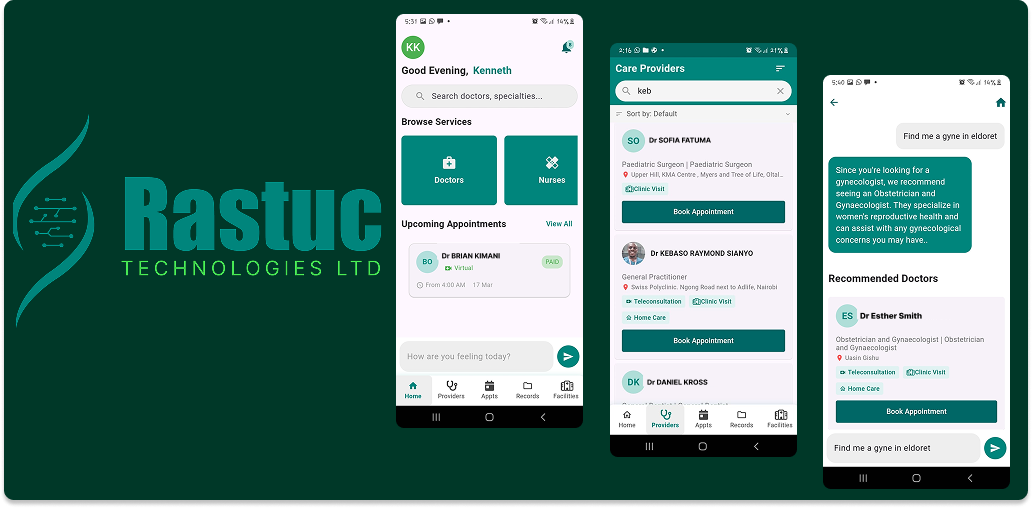 Rastuc
TECHNOLOGIES LTD
5:31
14%
KK
Good Evening, Kenneth
Search doctors, specialties...
Browse Services
Doctors
Nurses
Upcoming Appointments
View All
BO
Dr BRIAN KIMANI
Virtual
PAID
From 4:00 AM
17 Mar
How are you feeling today?
Home
Providers
Appts
Records
Facilities
2:16
21%
Care Providers
keb
Sort by: Default
SO
Dr SOFIA FATUMA
Paediatric Surgeon | Paediatric Surgeon
Upper Hill, KMA Centre , Myers and Tree of Life, Oltal...
Clinic Visit
Book Appointment
Dr KEBASO RAYMOND SIANYO
General Practitioner
Swiss Polyclinic. Ngong Road next to Adlife, Nairobi
Teleconsultation
Clinic Visit
Home Care
Book Appointment
DK
Dr DANIEL KROSS
Home
Providers
Appts
Records
Facilities
5:40
14%
Find me a gyne in eldoret
Since you're looking for a
gynecologist, we recommend
seeing an Obstetrician and
Gynaecologist. They specialize in
women's reproductive health and
can assist with any gynecological
concerns you may have..
Recommended Doctors
ES
Dr Esther Smith
Obstetrician and Gynaecologist | Obstetrician
and Gynaecologist
Uasin Gishu
Teleconsultation
Clinic Visit
Home Care
Book Appointment
Find me a gyne in eldoret